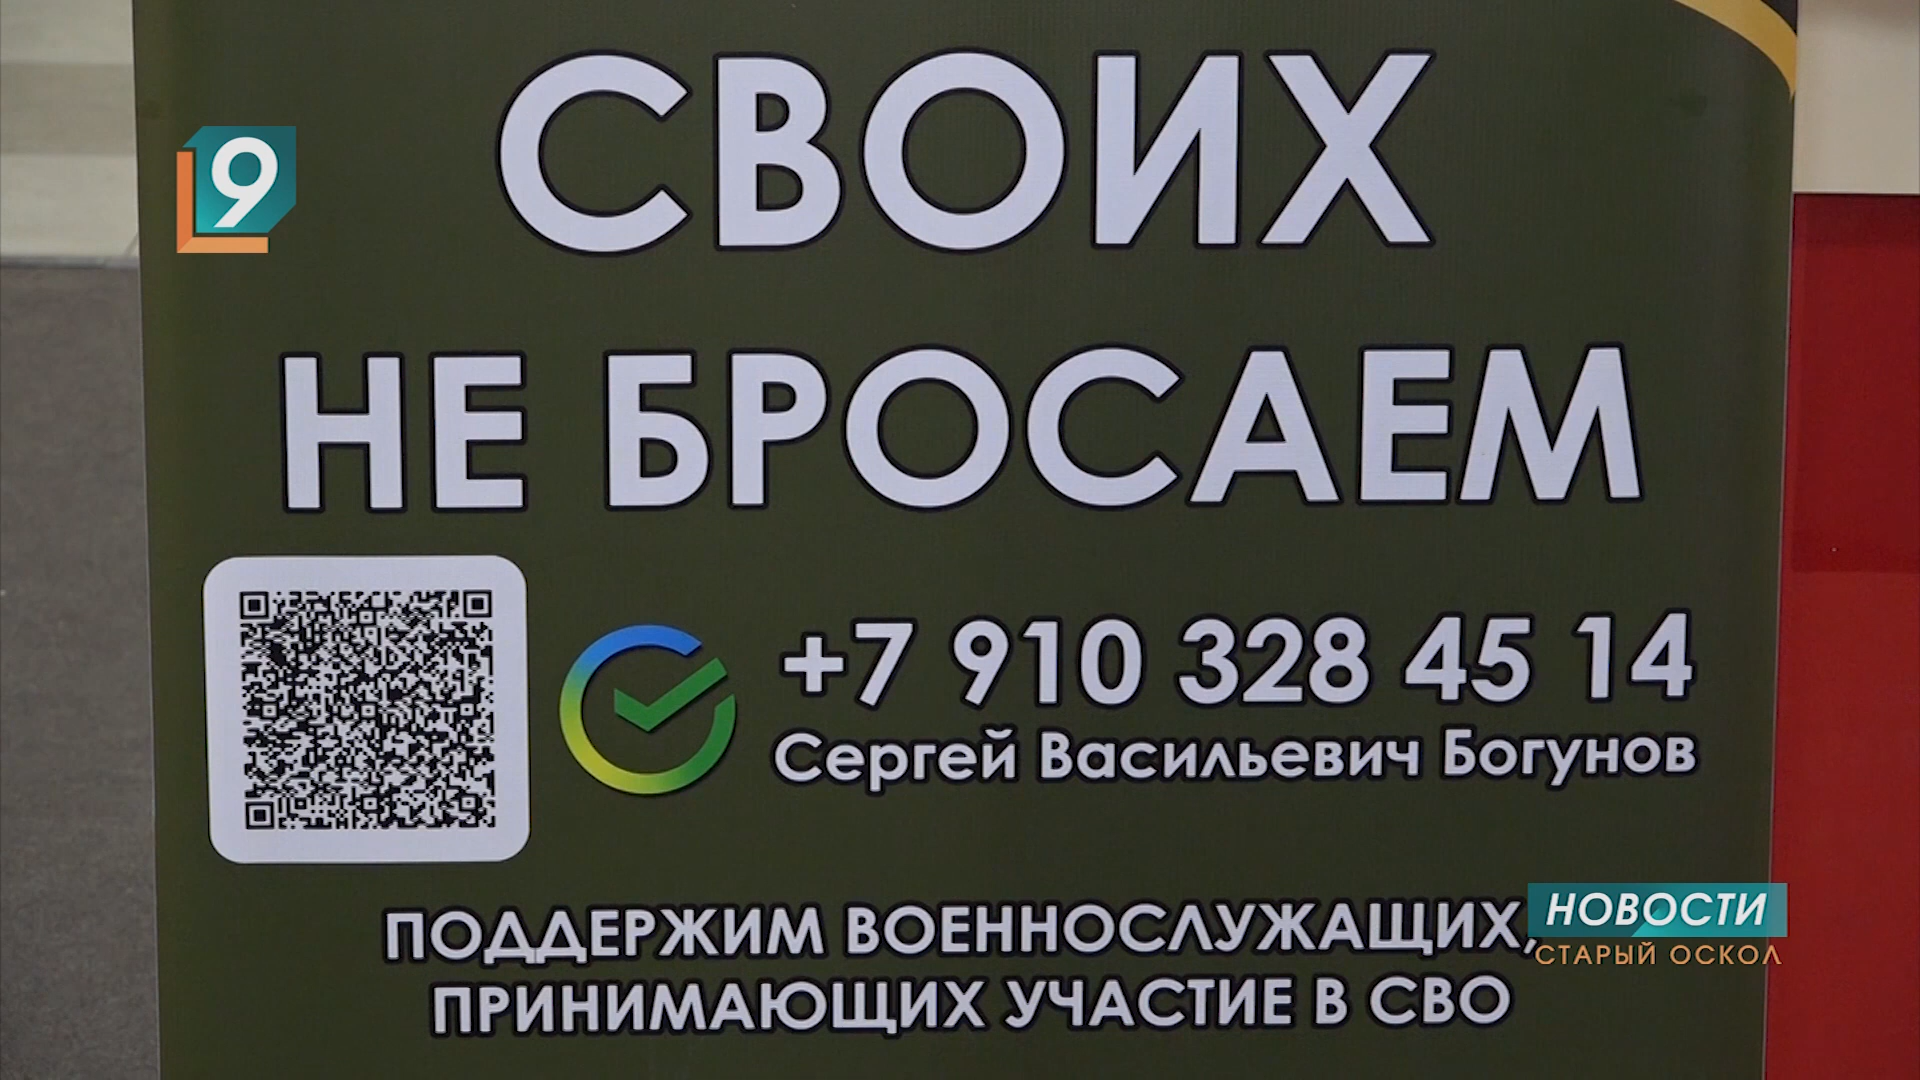 СВОИХ
НЕ БРОСАЕМ
9
+7 910 328 45 14
Сергей Васильевич Богунов
ПОДДЕРЖИМ ВОЕННОСЛУЖАЩИХ,
ПРИНИМАЮЩИХ УЧАСТИЕ В СВО
НОВОСТИ
СТАРЫЙ ОСКОЛ